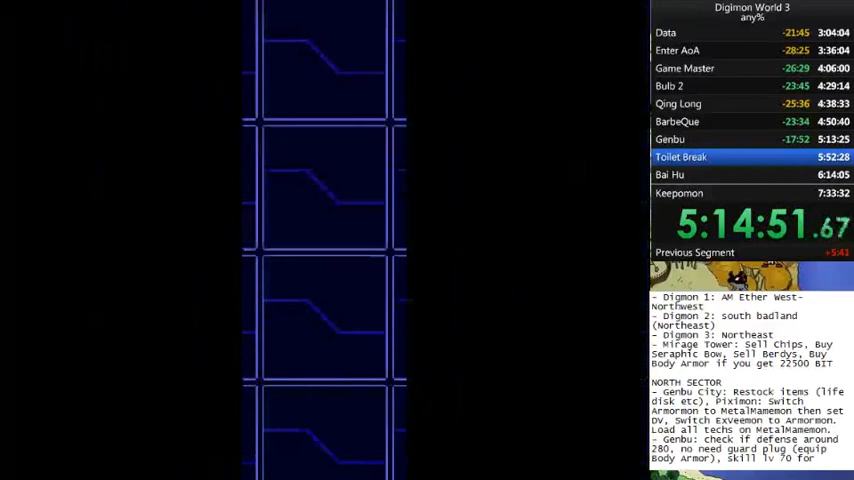 Digimon World 3
any%
Data -21:45 3:04:04
Enter AoA -28:25 3:36:04
Game Master -26:29 4:06:00
Bulb 2 -23:45 4:29:14
Qing Long -25:36 4:38:33
BarbeQue -23:34 4:50:40
Genbu -17:52 5:13:25
Toilet Break 5:52:28
Bai Hu 6:14:05
Keepomon 7:33:32
5:14:51.67
Previous Segment +5:41
- Digmon 1: AM Ether West-
Northwest
- Digmon 2: south badland
(Northeast)
- Digmon 3: Northeast
- Mirage Tower: Sell Chips, Buy
Seraphic Bow, Sell Berdys, Buy
Body Armor if you get 22500 BIT
NORTH SECTOR
- Genbu City: Restock items (life
disk etc), Piximon: Switch
Armormon to MetalMamemon then set
DV, Switch ExVeemon to Armormon.
Load all techs on MetalMamemon.
- Genbu: check if defense around
280, no need guard plug (equip
Body Armor), skill lv 70 for